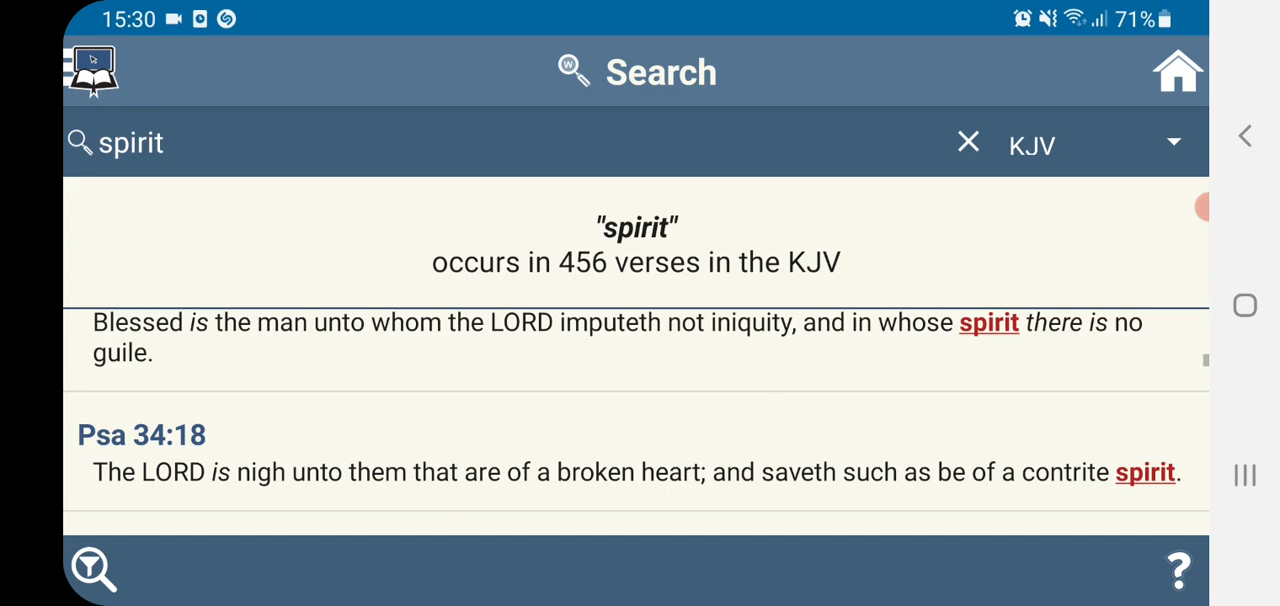 15:30 71%
Search
spirit KJV
"spirit"
occurs in 456 verses in the KJV
Blessed is the man unto whom the LORD imputeth not iniquity, and in whose spirit there is no
guile.
Psa 34:18
The LORD is nigh unto them that are of a broken heart; and saveth such as be of a contrite spirit.
?